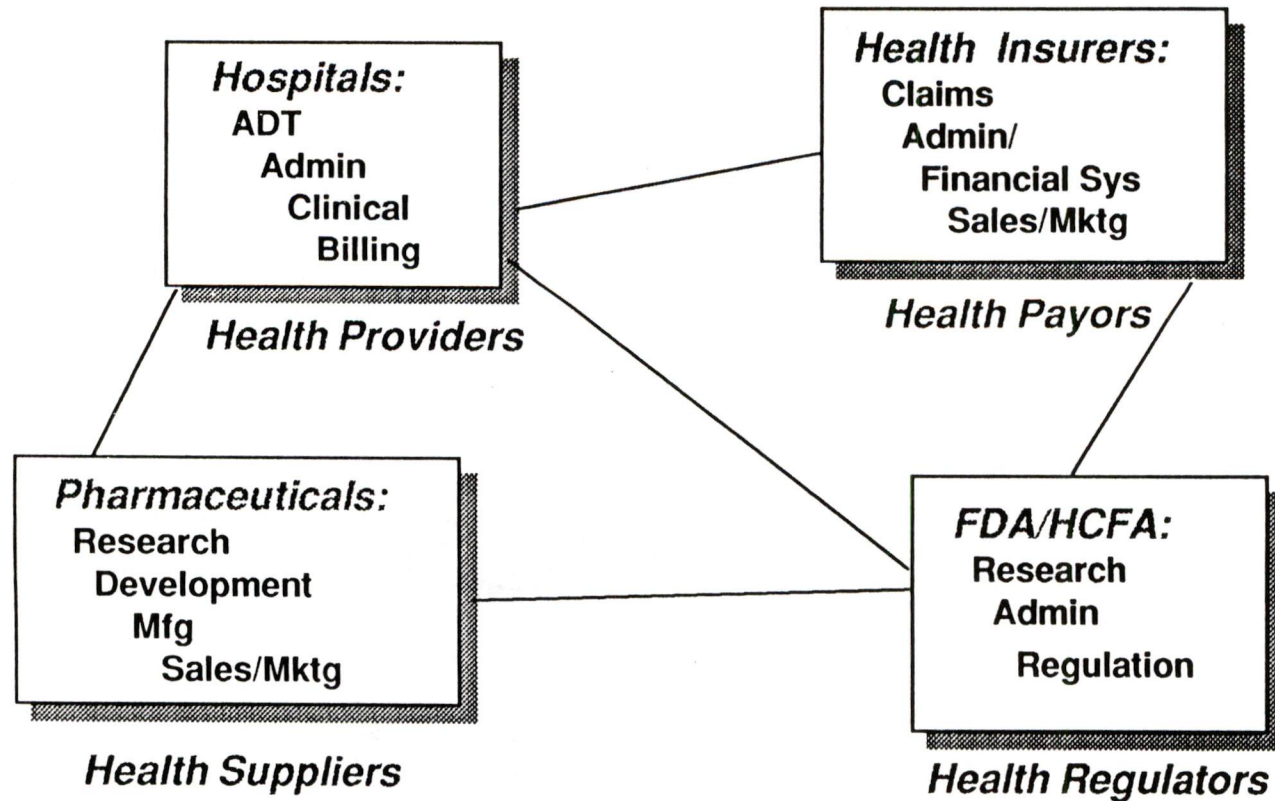 Hospitals:
ADT
Admin
Clinical
Billing
Health Providers
Health Insurers:
Claims
Admin/
Financial Sys
Sales/Mktg
Health Payors
Pharmaceuticals:
Research
Development
Mfg
Sales/Mktg
Health Suppliers
FDA/HCFA:
Research
Admin
Regulation
Health Regulators